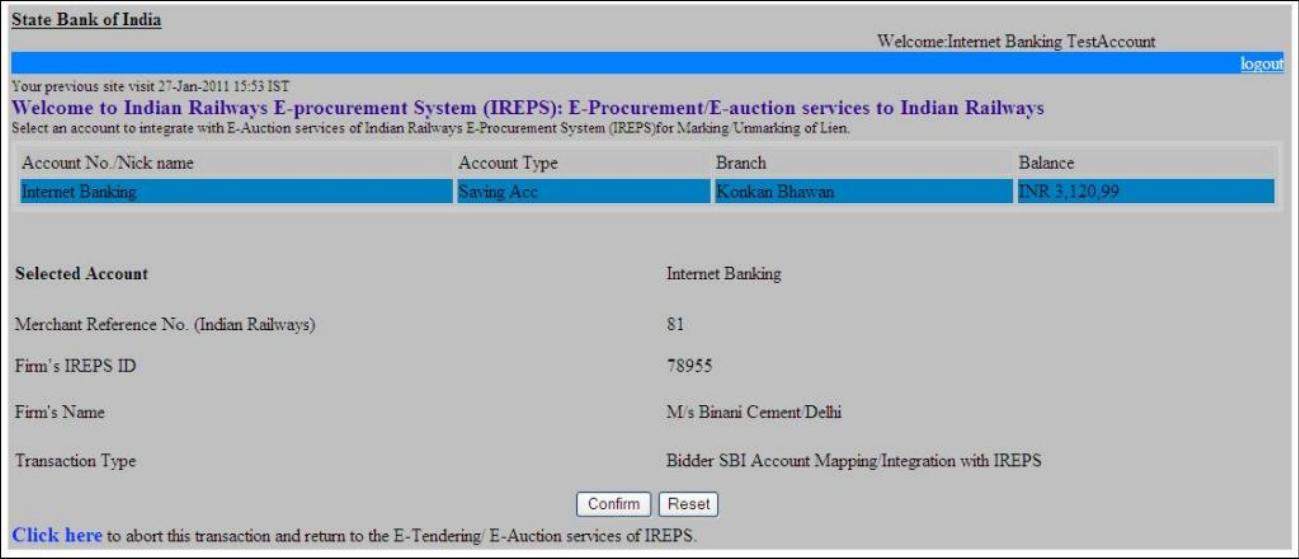 State Bank of India
Welcome:Internet Banking TestAccount
logout
Your previous site visit 27-Jan-2011 15:53 IST
Welcome to Indian Railways E-procurement System (IREPS): E-Procurement/E-auction services to Indian Railways
Select an account to integrate with E-Auction services of Indian Railways E-Procurement System (IREPS)for Marking/Unmarking of Lien.
Account No./Nick name Account Type Branch Balance
Internet Banking Saving Acc Konkan Bhawan INR 3,120,99
Selected Account Internet Banking
Merchant Reference No. (Indian Railways) 81
Firm's IREPS ID 78955
Firm's Name M/s Binani Cement/Delhi
Transaction Type Bidder SBI Account Mapping/Integration with IREPS
Confirm Reset
Click here to abort this transaction and return to the E-Tendering/ E-Auction services of IREPS.